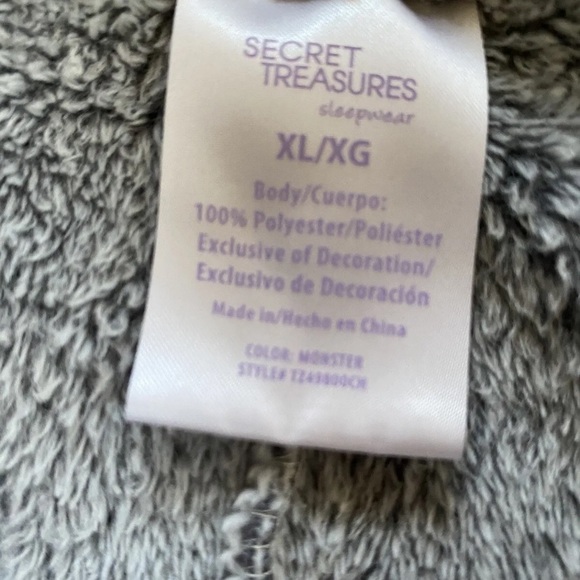 SECRET
TREASURES
sleepwear
XL/XG
Body/Cuerpo:
100% Polyester/Poliéster
Exclusive of Decoration/
Exclusivo de Decoración
Made in/Hecho en China
COLOR: MONSTER
STYLE#